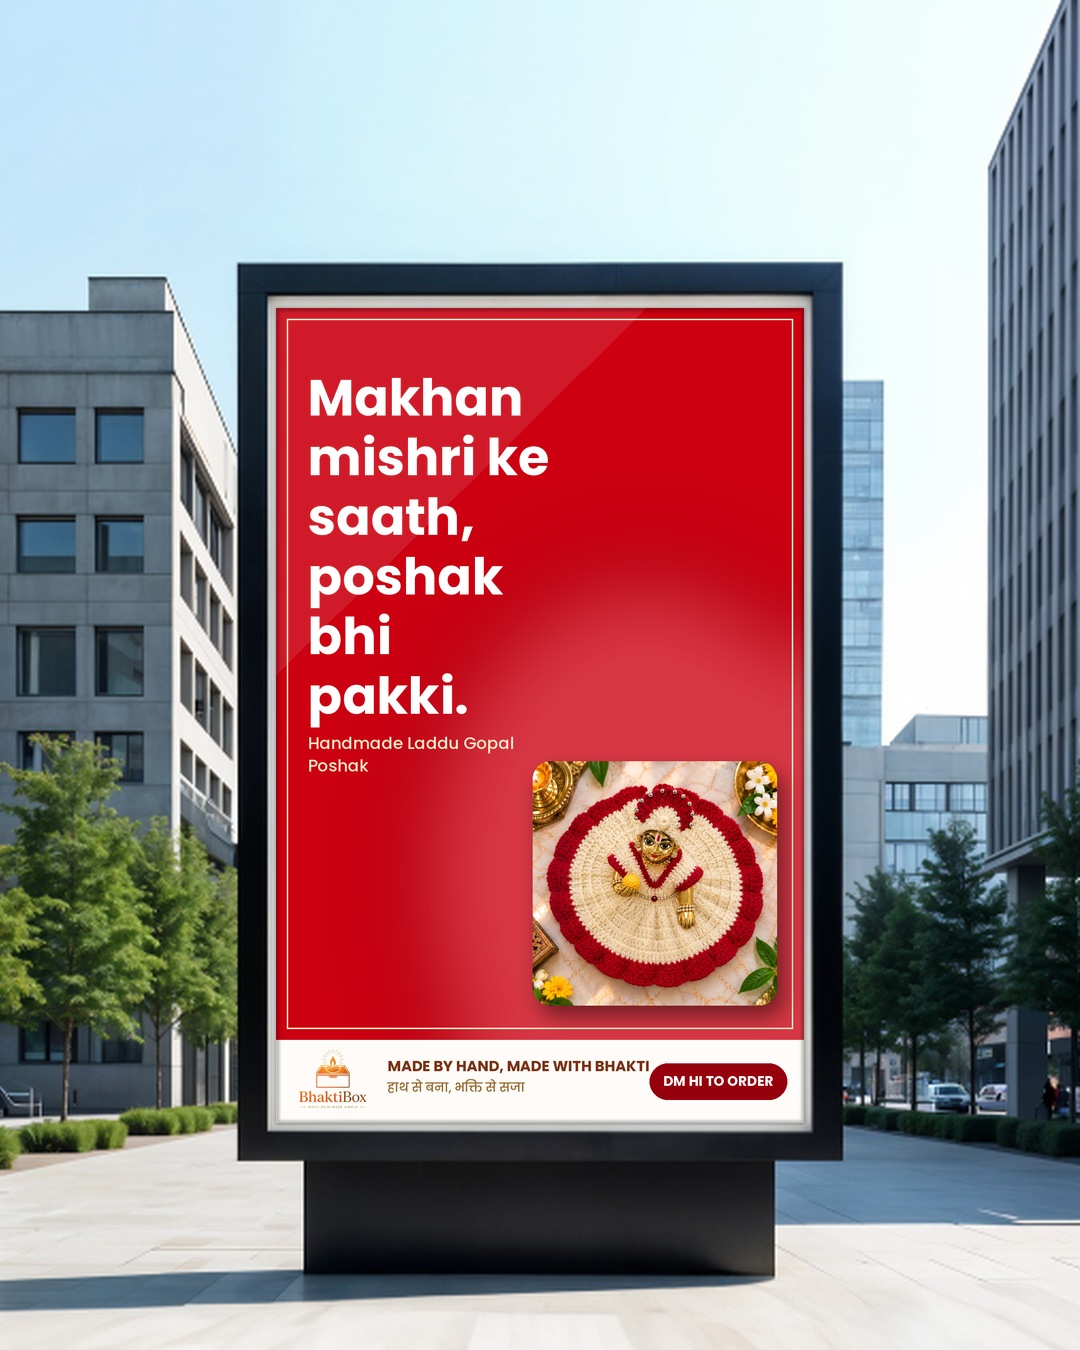 Makhan
mishri ke
saath,
poshak
bhi
pakki.
Handmade Laddu Gopal
Poshak
BhaktiBox
MADE BY HAND, MADE WITH BHAKTI
हाथ से बना, भक्ति से सजा
DM HI TO ORDER